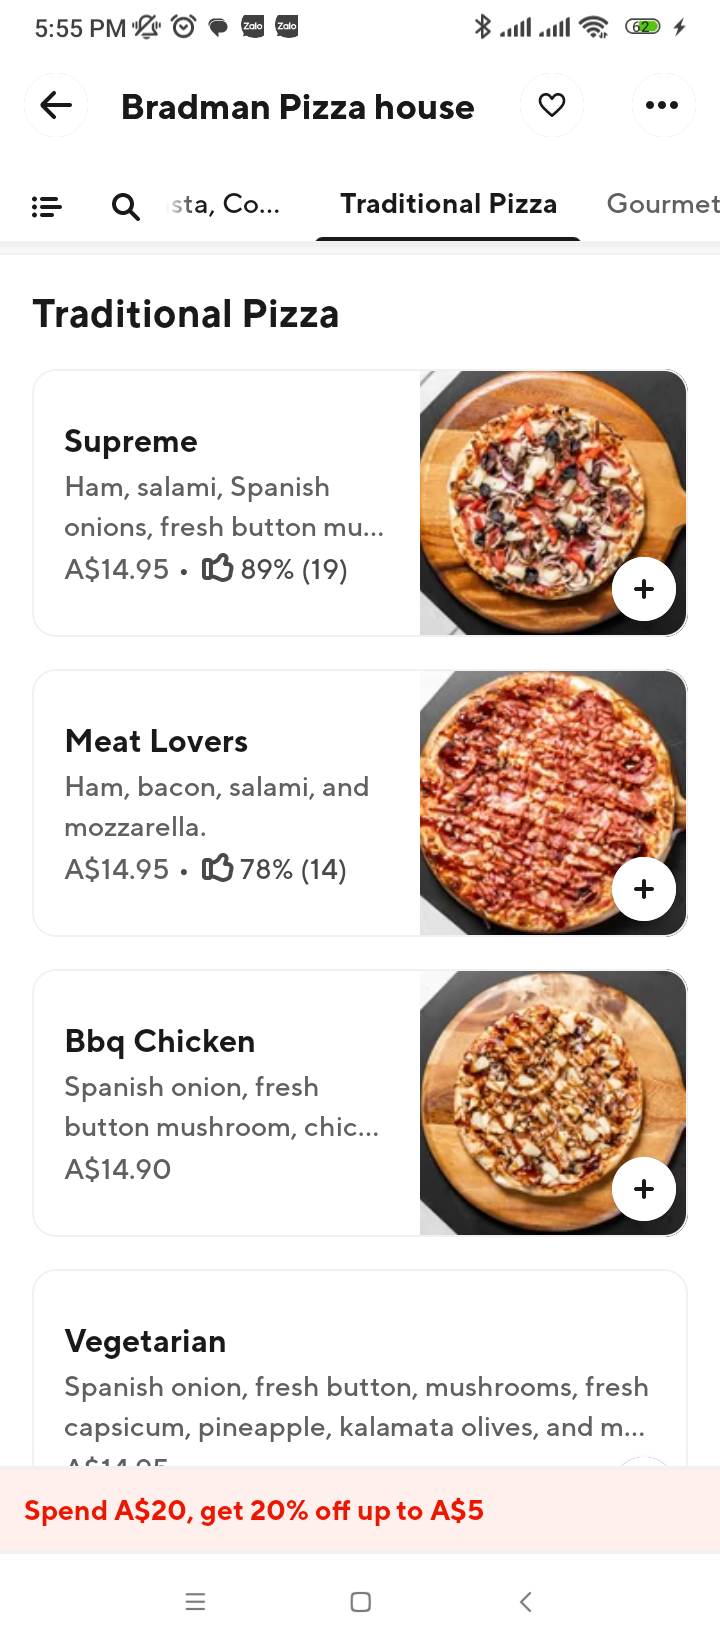 5:55 PM
Zalo
Zalo
62
Bradman Pizza house
sta, Co...
Traditional Pizza
Gourmet
Traditional Pizza
Supreme
Ham, salami, Spanish
onions, fresh button mu...
A$14.95 • 89% (19)
Meat Lovers
Ham, bacon, salami, and
mozzarella.
A$14.95 • 78% (14)
Bbq Chicken
Spanish onion, fresh
button mushroom, chic...
A$14.90
Vegetarian
Spanish onion, fresh button, mushrooms, fresh
capsicum, pineapple, kalamata olives, and m...
A$14.95
Spend A$20, get 20% off up to A$5